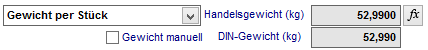 Gewicht per Stück Handelsgewicht (kg) 52,9900 fx
Gewicht manuell DIN-Gewicht (kg) 52,990